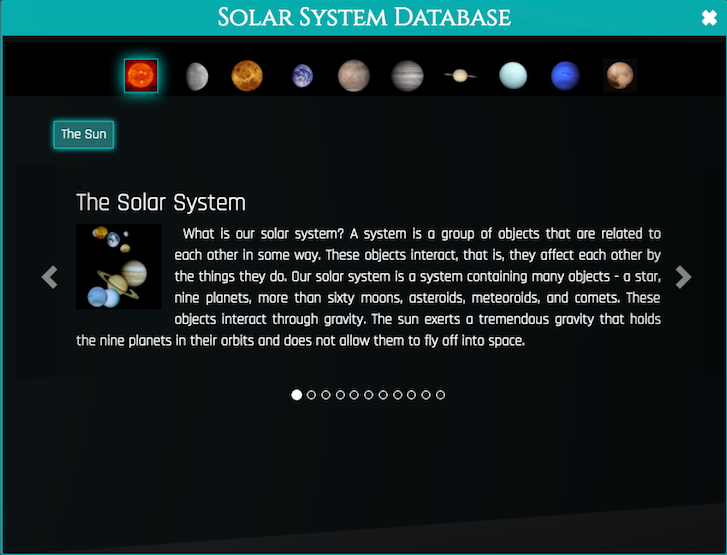 Solar System Database
The Sun
The Solar System
What is our solar system? A system is a group of objects that are related to
each other in some way. These objects interact, that is, they affect each other by
the things they do. Our solar system is a system containing many objects - a star,
nine planets, more than sixty moons, asteroids, meteoroids, and comets. These
objects interact through gravity. The sun exerts a tremendous gravity that holds
the nine planets in their orbits and does not allow them to fly off into space.